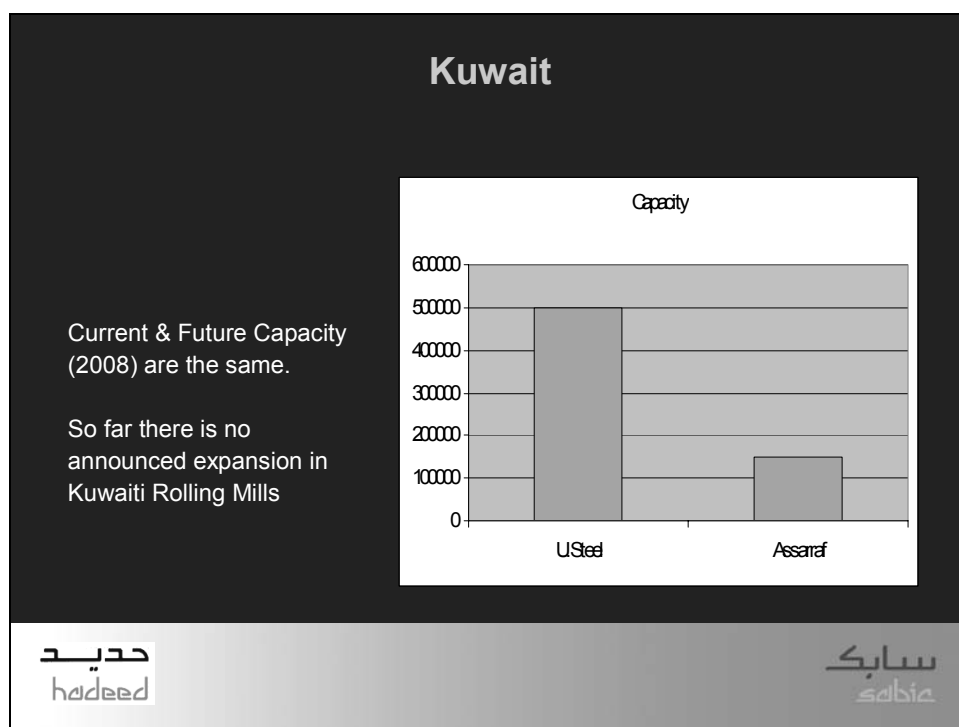 Kuwait
Current & Future Capacity
(2008) are the same.
So far there is no
announced expansion in
Kuwaiti Rolling Mills
Capacity
600000
500000
400000
300000
200000
100000
0
U.Steel
Assarraf
حديد
hadeed
سابك
sabic